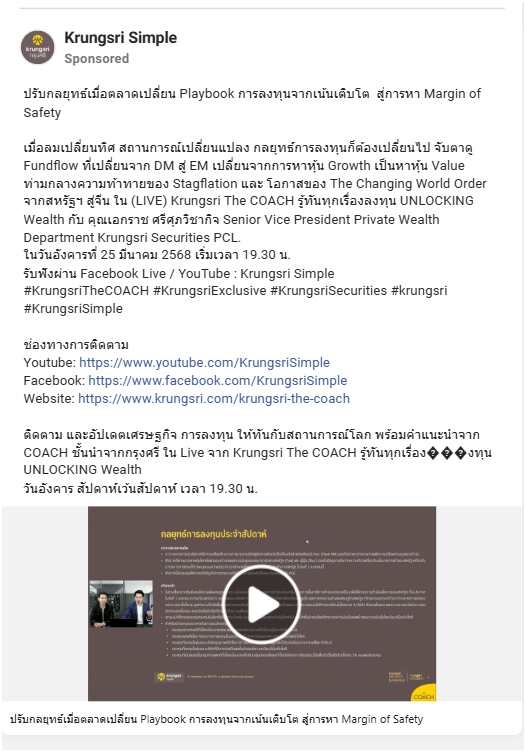 Krungsri Simple
Sponsored
ปรับกลยุทธ์เมื่อตลาดเปลี่ยน Playbook การลงทุนจากเน้นเติบโต สู่การหา Margin of
Safety
เมื่อลมเปลี่ยนทิศ สถานการณ์เปลี่ยนแปลง กลยุทธ์การลงทุนก็ต้องเปลี่ยนไป จับตาดู
Fundflow ที่เปลี่ยนจาก DM สู่ EM เปลี่ยนจากการหาหุ้น Growth เป็นหาหุ้น Value
ท่ามกลางความท้าทายของ Stagflation และ โอกาสของ The Changing World Order
จากสหรัฐฯ สู่จีน ใน (LIVE) Krungsri The COACH รู้ทันทุกเรื่องลงทุน UNLOCKING
Wealth กับ คุณเอกราช ศรีศุภวิชากิจ Senior Vice President Private Wealth
Department Krungsri Securities PCL.
ในวันอังคารที่ 25 มีนาคม 2568 เริ่มเวลา 19.30 น.
รับฟังผ่าน Facebook Live / YouTube : Krungsri Simple
#KrungsriTheCOACH #KrungsriExclusive #KrungsriSecurities #krungsri
#KrungsriSimple
ช่องทางการติดตาม
Youtube: https://www.youtube.com/KrungsriSimple
Facebook: https://www.facebook.com/KrungsriSimple
Website: https://www.krungsri.com/krungsri-the-coach
ติดตาม และอัปเดตเศรษฐกิจ การลงทุน ให้ทันกับสถานการณ์โลก พร้อมคำแนะนำจาก
COACH ชั้นนำจากกรุงศรี ใน Live จาก Krungsri The COACH รู้ทันทุกเรื่อง���งทุน
UNLOCKING Wealth
วันอังคาร สัปดาห์เว้นสัปดาห์ เวลา 19.30 น.
กลยุทธ์การลงทุนประจำสัปดาห์
COACH
ปรับกลยุทธ์เมื่อตลาดเปลี่ยน Playbook การลงทุนจากเน้นเติบโต สู่การหา Margin of Safety